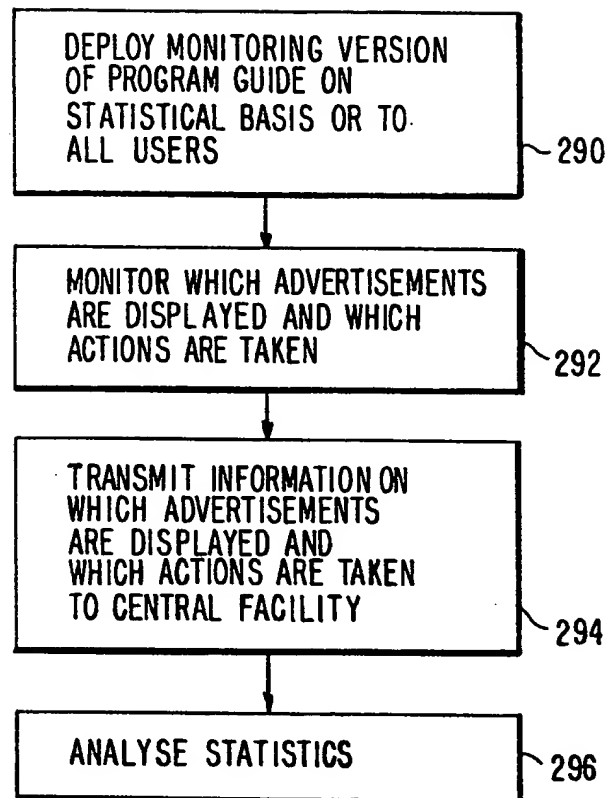 DEPLOY MONITORING VERSION
OF PROGRAM GUIDE ON
STATISTICAL BASIS OR TO
ALL USERS
290
MONITOR WHICH ADVERTISEMENTS
ARE DISPLAYED AND WHICH
ACTIONS ARE TAKEN
292
TRANSMIT INFORMATION ON
WHICH ADVERTISEMENTS
ARE DISPLAYED AND
WHICH ACTIONS ARE TAKEN
TO CENTRAL FACILITY
294
ANALYSE STATISTICS
296